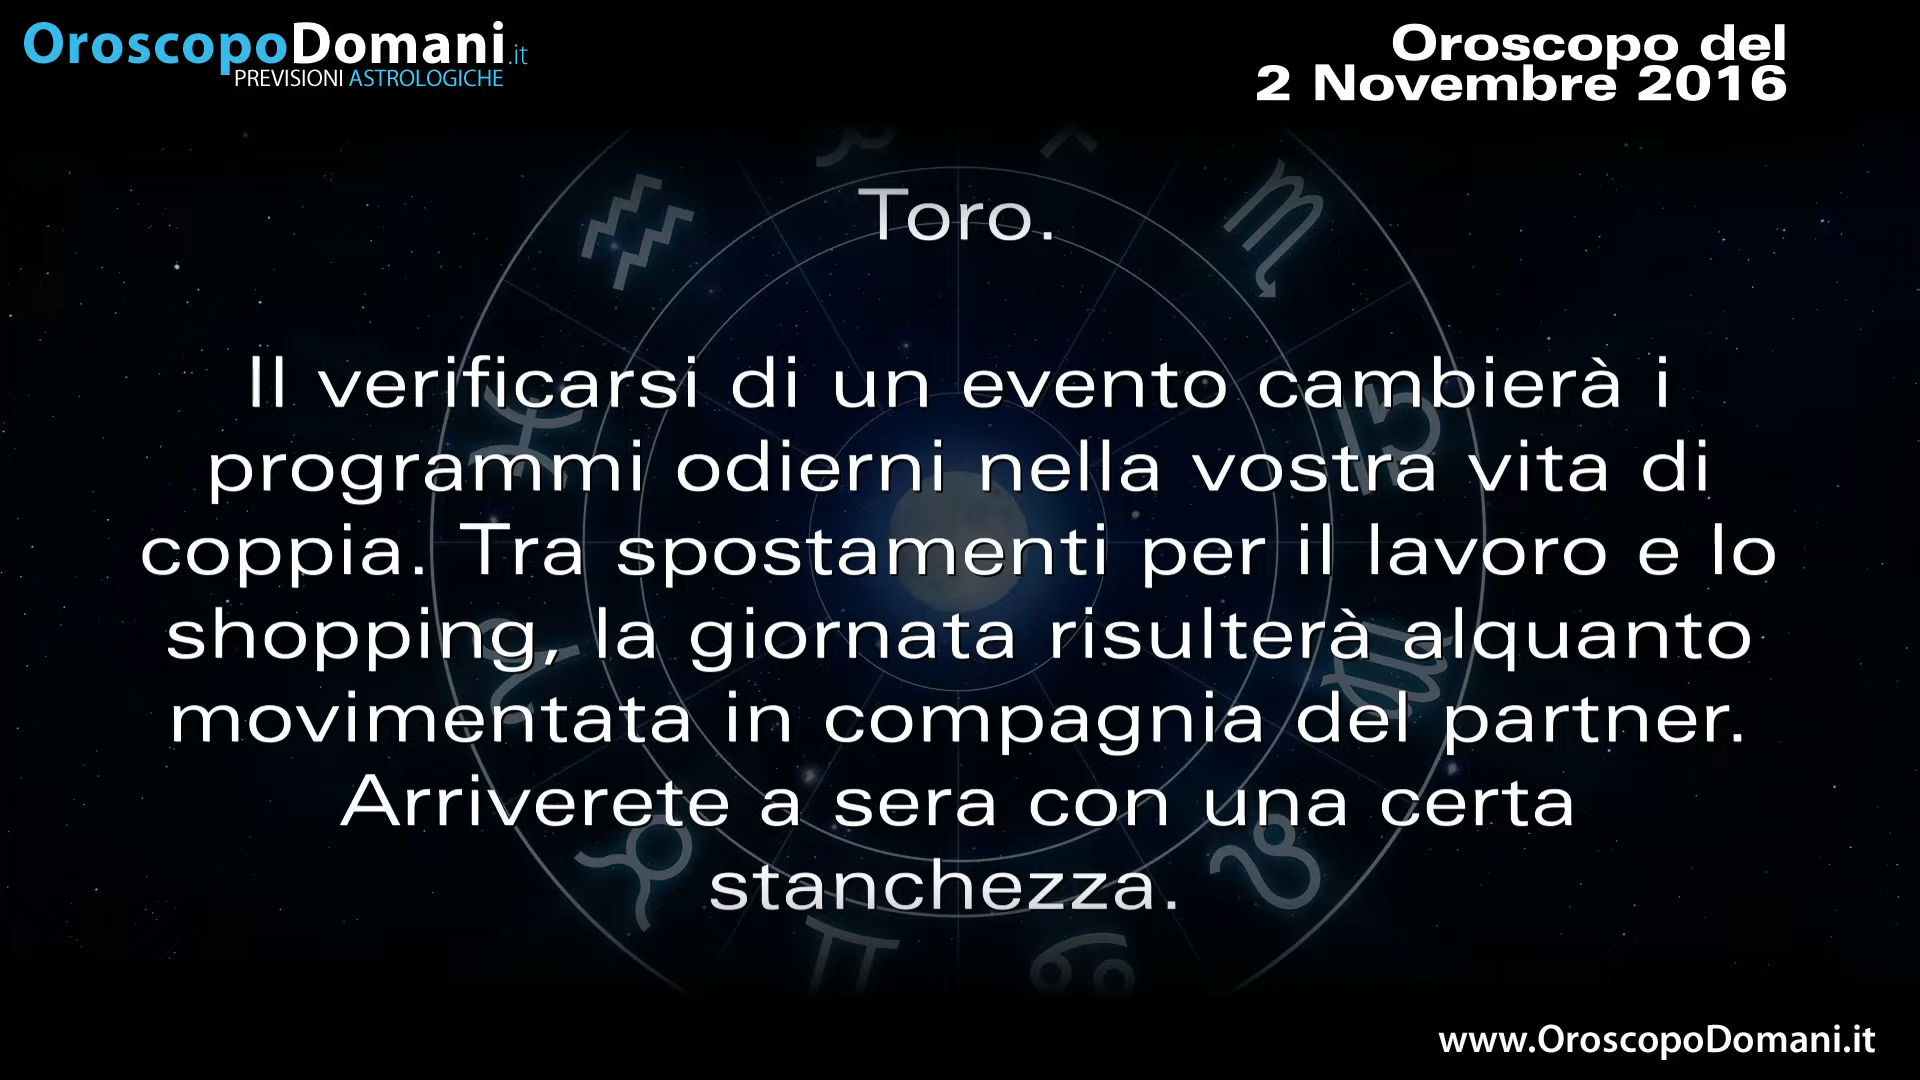 OroscopoDomani.it
PREVISIONI ASTROLOGICHE
Oroscopo del
2 Novembre 2016
Toro.
Il verificarsi di un evento cambierà i
programmi odierni nella vostra vita di
coppia. Tra spostamenti per il lavoro e lo
shopping, la giornata risulterà alquanto
movimentata in compagnia del partner.
Arriverete a sera con una certa
stanchezza.
www.OroscopoDomani.it